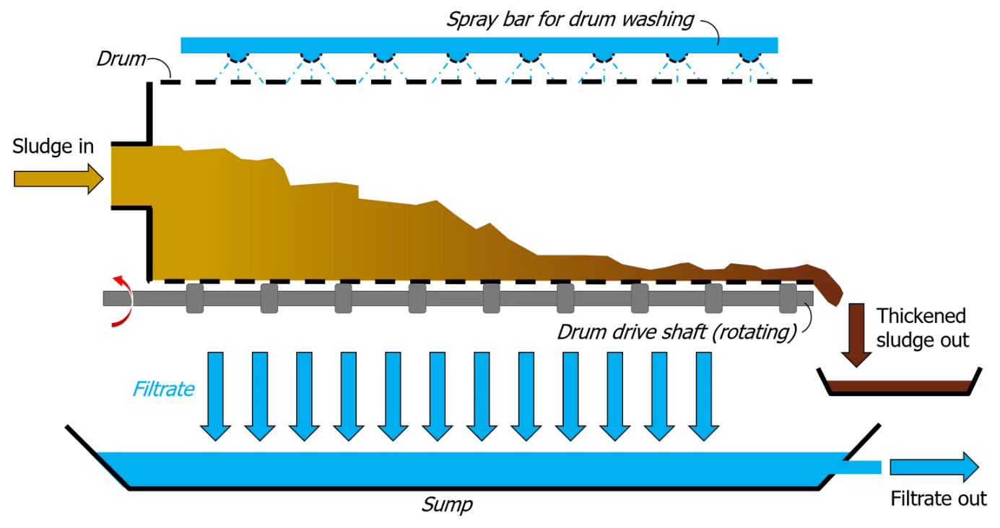 Spray bar for drum washing
Drum
Sludge in
Drum drive shaft (rotating)
Thickened
sludge out
Filtrate
Filtrate out
Sump